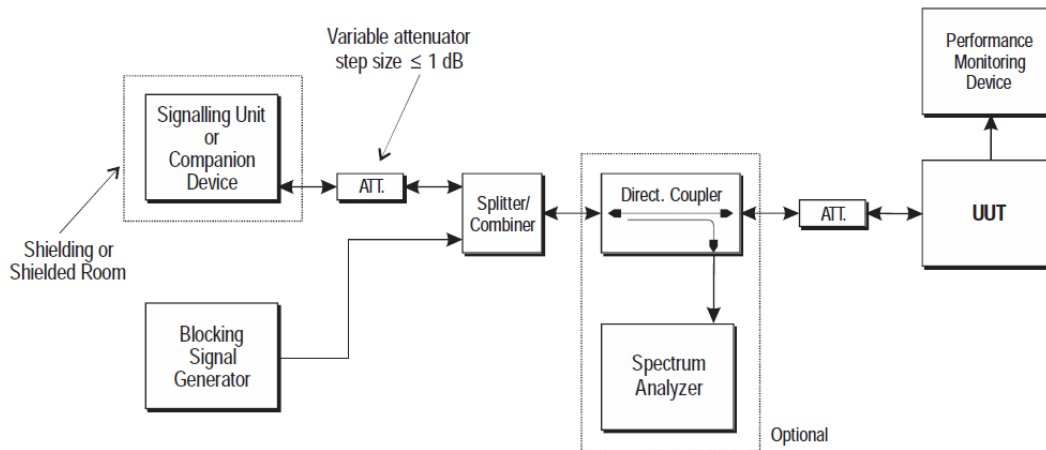 Variable attenuator
step size ≤ 1 dB
Performance
Monitoring
Device
Signalling Unit
or
Companion
Device
ATT.
Splitter/
Combiner
Direct. Coupler
ATT.
UUT
Shielding or
Shielded Room
Blocking
Signal
Generator
Spectrum
Analyzer
Optional